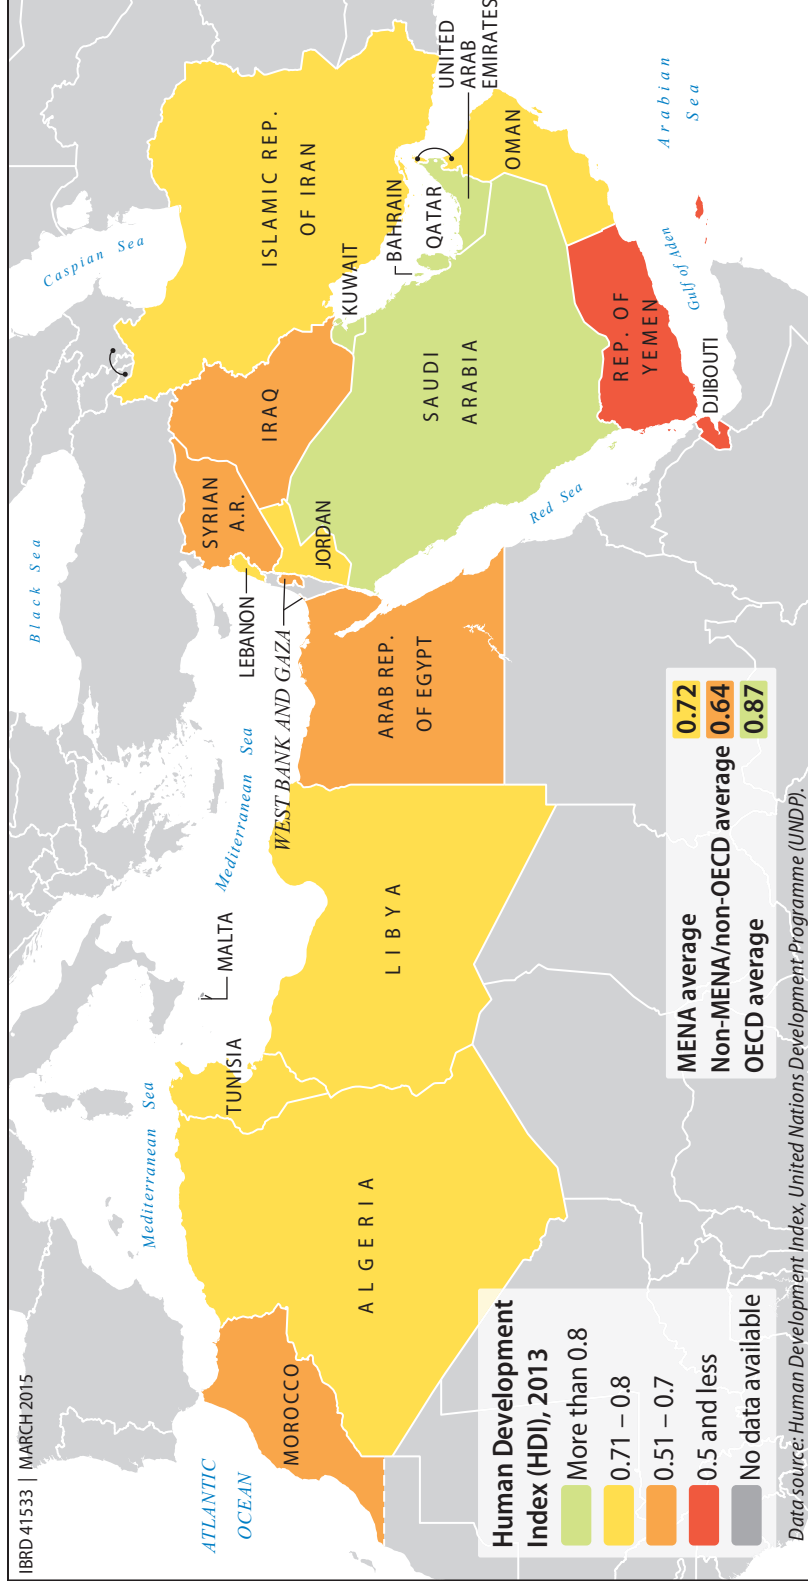 IBRD 41533 | MARCH 2015
ATLANTIC
OCEAN
Mediterranean Sea
Mediterranean Sea
Black Sea
Caspian Sea
Red Sea
Gulf of Aden
Arabian
Sea
MOROCCO
ALGERIA
TUNISIA
MALTA
LIBYA
ARAB REP.
OF EGYPT
WEST BANK AND GAZA
LEBANON
SYRIAN
A.R.
JORDAN
IRAQ
ISLAMIC REP.
OF IRAN
KUWAIT
BAHRAIN
QATAR
UNITED
ARAB
EMIRATES
OMAN
SAUDI
ARABIA
REP. OF
YEMEN
DJIBOUTI
Human Development
Index (HDI), 2013
More than 0.8
0.71 – 0.8
0.51 – 0.7
0.5 and less
No data available
MENA average 0.72
Non-MENA/non-OECD average 0.64
OECD average 0.87
Data source: Human Development Index, United Nations Development Programme (UNDP).